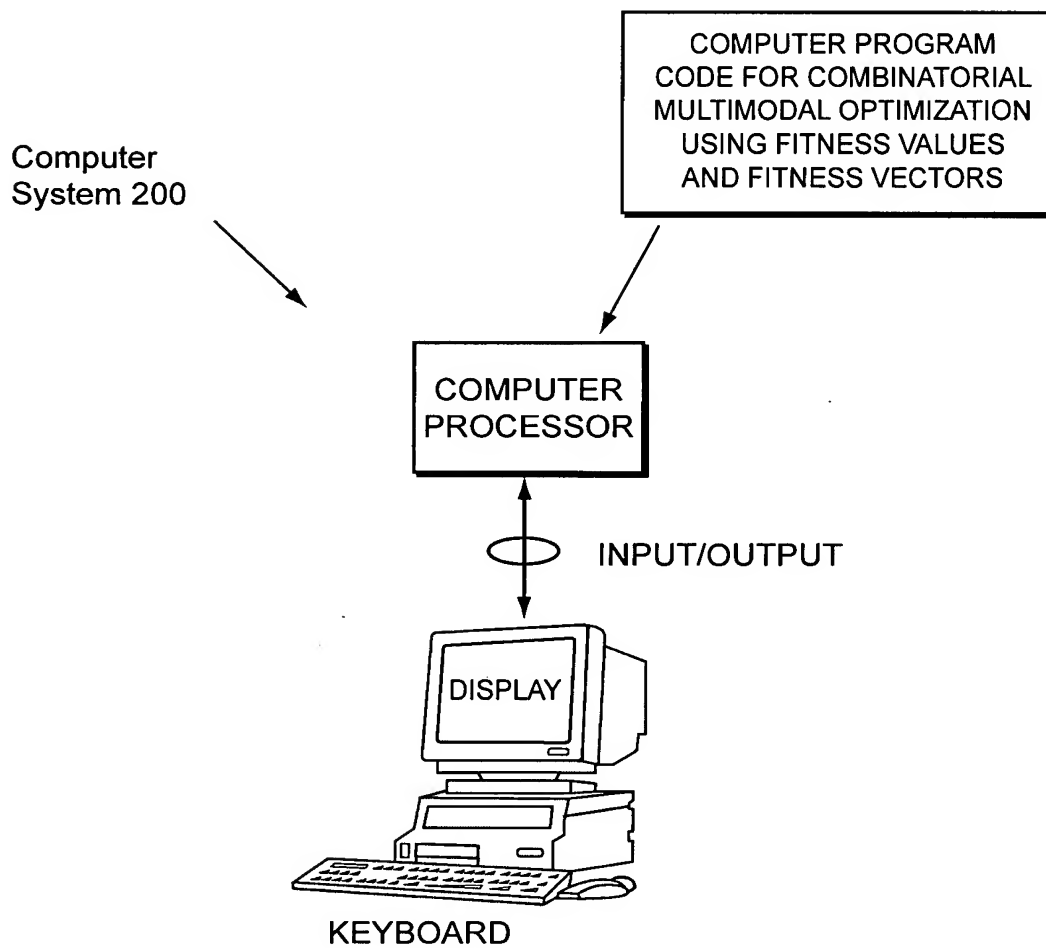 COMPUTER PROGRAM
CODE FOR COMBINATORIAL
MULTIMODAL OPTIMIZATION
USING FITNESS VALUES
AND FITNESS VECTORS
Computer
System 200
COMPUTER
PROCESSOR
INPUT/OUTPUT
DISPLAY
KEYBOARD